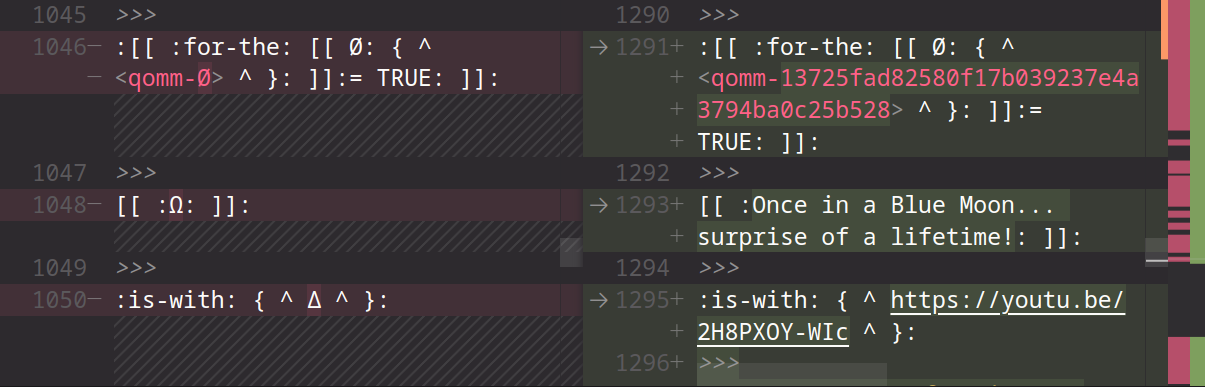 1045 >>>
1046— :[[ :for-the: [[ Ø: { ^
— <qomm-Ø> ^ }: ]]:= TRUE: ]]:
1047 >>>
1048— [[ :Ω: ]]:
1049 >>>
1050— :is-with: { ^ Δ ^ }:
1290 >>>
→ 1291+ :[[ :for-the: [[ Ø: { ^
+ <qomm-13725fad82580f17b039237e4a
+ 3794ba0c25b528> ^ }: ]]:=
+ TRUE: ]]:
1292 >>>
→ 1293+ [[ :Once in a Blue Moon...
+ surprise of a lifetime!: ]]:
1294 >>>
→ 1295+ :is-with: { ^ https://youtu.be/
+ 2H8PXOY-WIc ^ }:
1296+ >>>